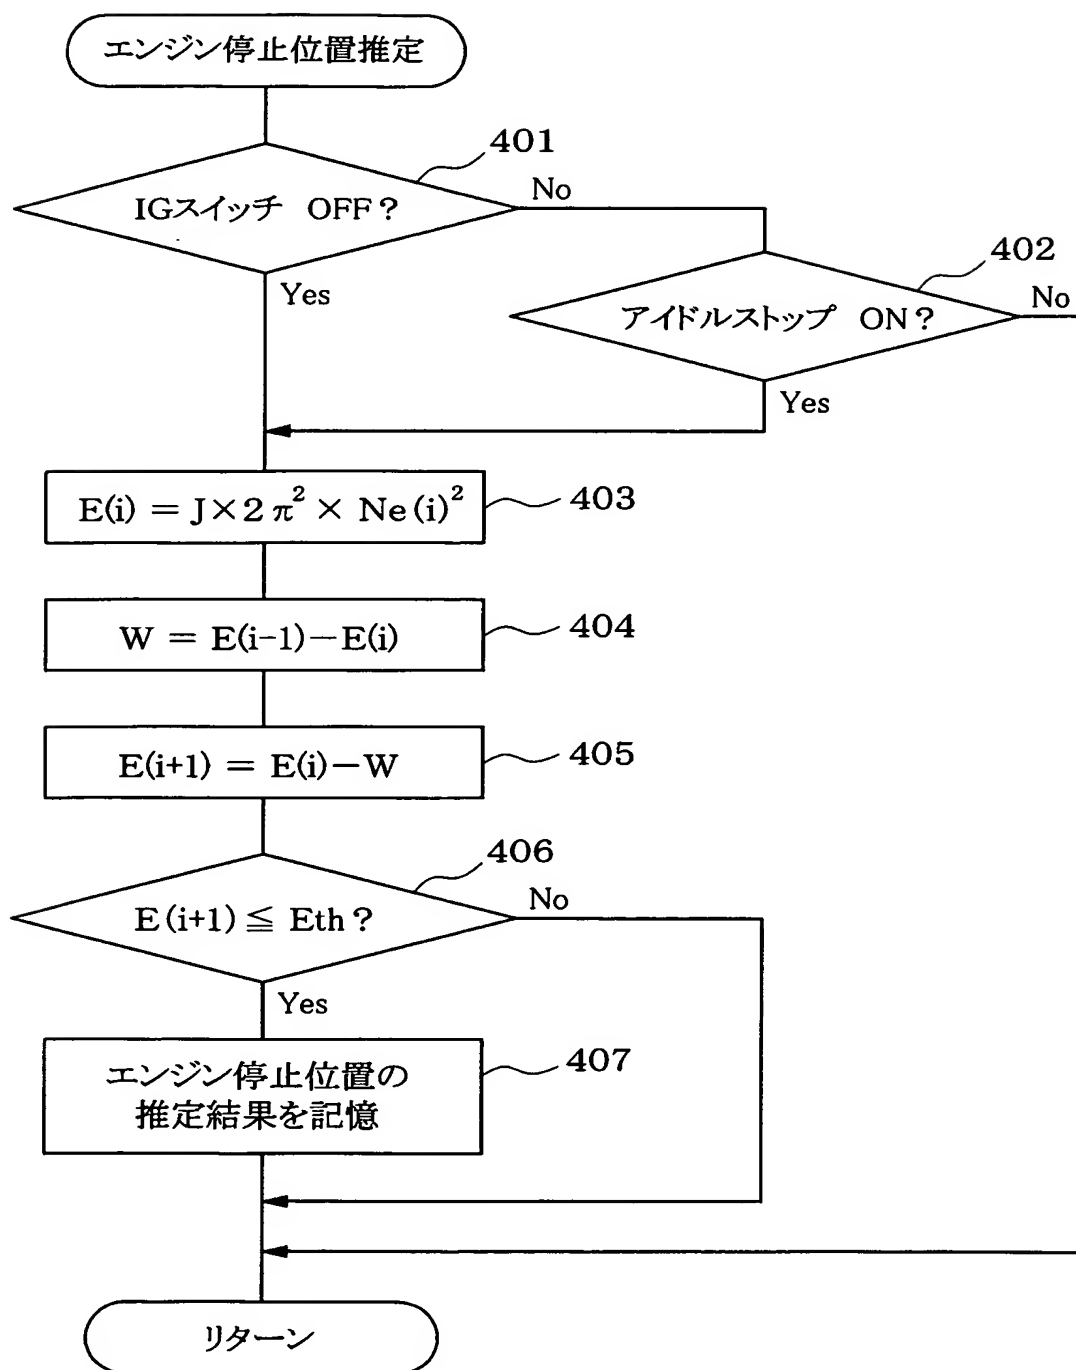 エンジン停止位置推定
401
IGスイッチ OFF?
No
Yes
402
アイドルストップ ON?
No
Yes
E(i) = J×2π² × Ne(i)²
403
W = E(i-1)−E(i)
404
E(i+1) = E(i)−W
405
406
E(i+1) ≦ Eth?
No
Yes
エンジン停止位置の
推定結果を記憶
407
リターン